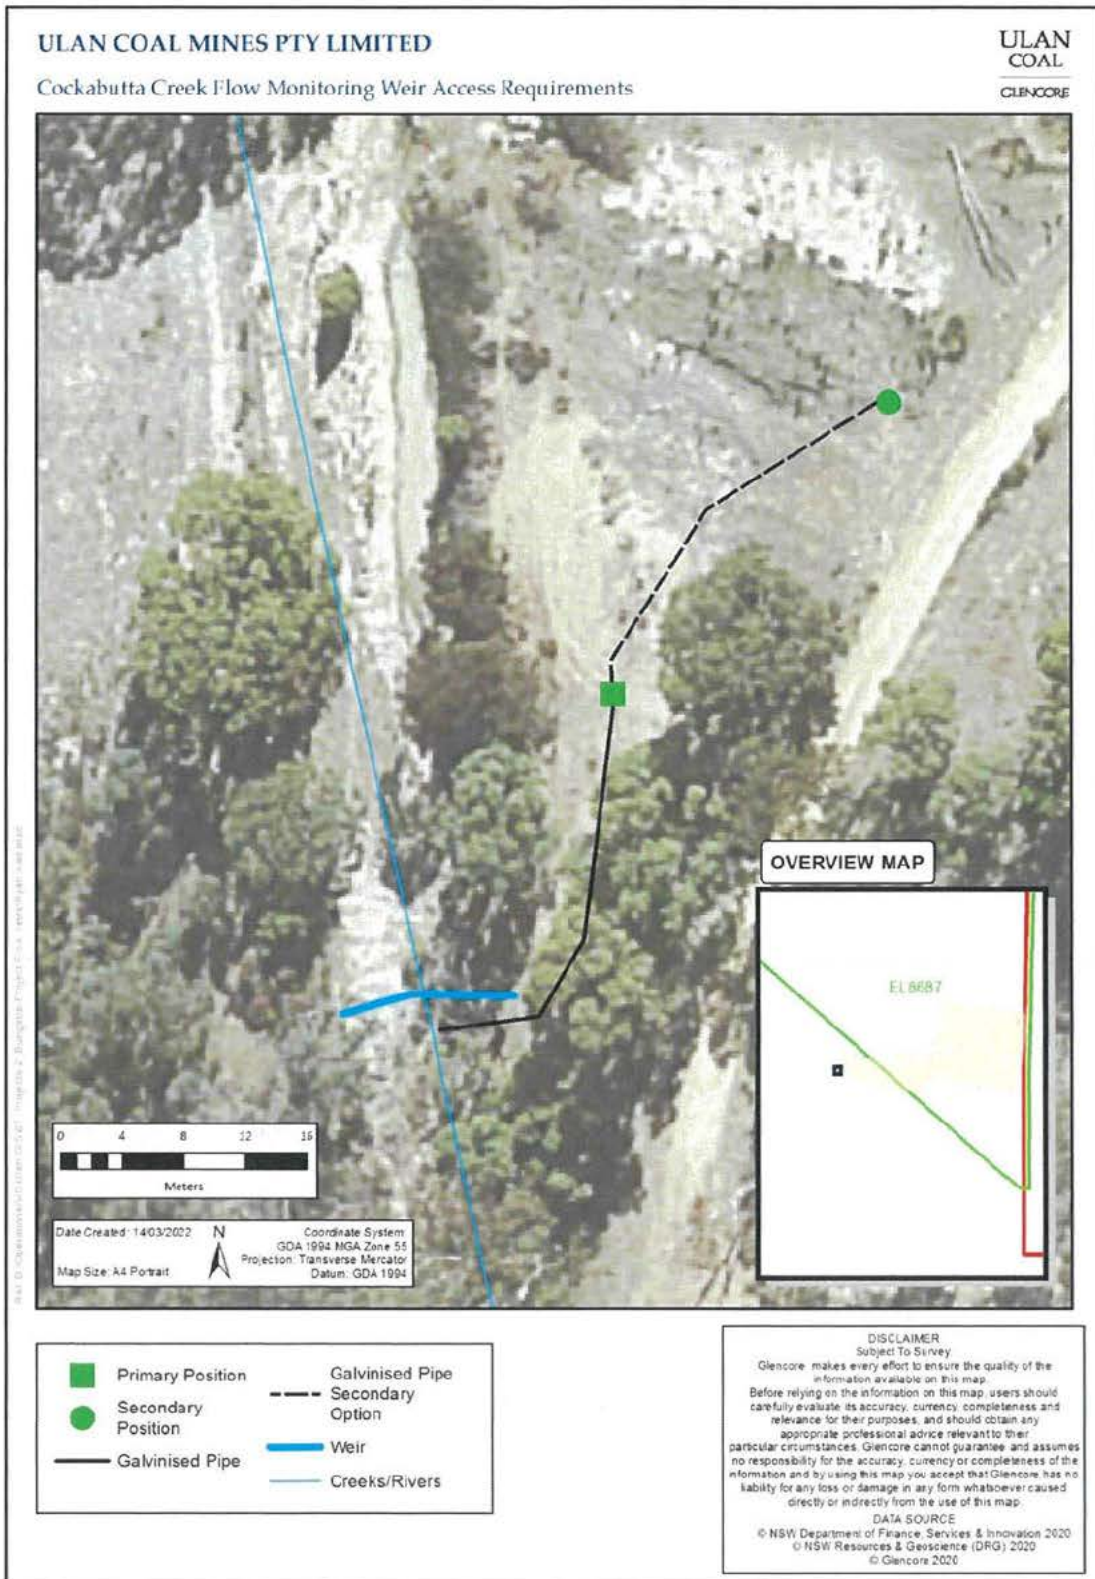 ULAN COAL MINES PTY LIMITED
Cockabutta Creek Flow Monitoring Weir Access Requirements
ULAN
COAL
GLENCORE
OVERVIEW MAP
EL 8687
0 4 8 12 16
Meters
Date Created: 14/03/2022
Map Size: A4 Portrait
N
Coordinate System:
GDA 1994 MGA Zone 55
Projection: Transverse Mercator
Datum: GDA 1994
Primary Position
Secondary
Position
Galvinised Pipe
Galvinised Pipe
Secondary
Option
Weir
Creeks/Rivers
DISCLAIMER
Subject To Survey
Glencore makes every effort to ensure the quality of the
information available on this map.
Before relying on the information on this map, users should
carefully evaluate its accuracy, currency, completeness and
relevance for their purposes, and should obtain any
appropriate professional advice relevant to their
particular circumstances. Glencore cannot guarantee and assumes
no responsibility for the accuracy, currency or completeness of the
information and by using this map you accept that Glencore has no
liability for any loss or damage in any form whatsoever caused
directly or indirectly from the use of this map.
DATA SOURCE
© NSW Department of Finance, Services & Innovation 2020
© NSW Resources & Geoscience (DRG) 2020
© Glencore 2020